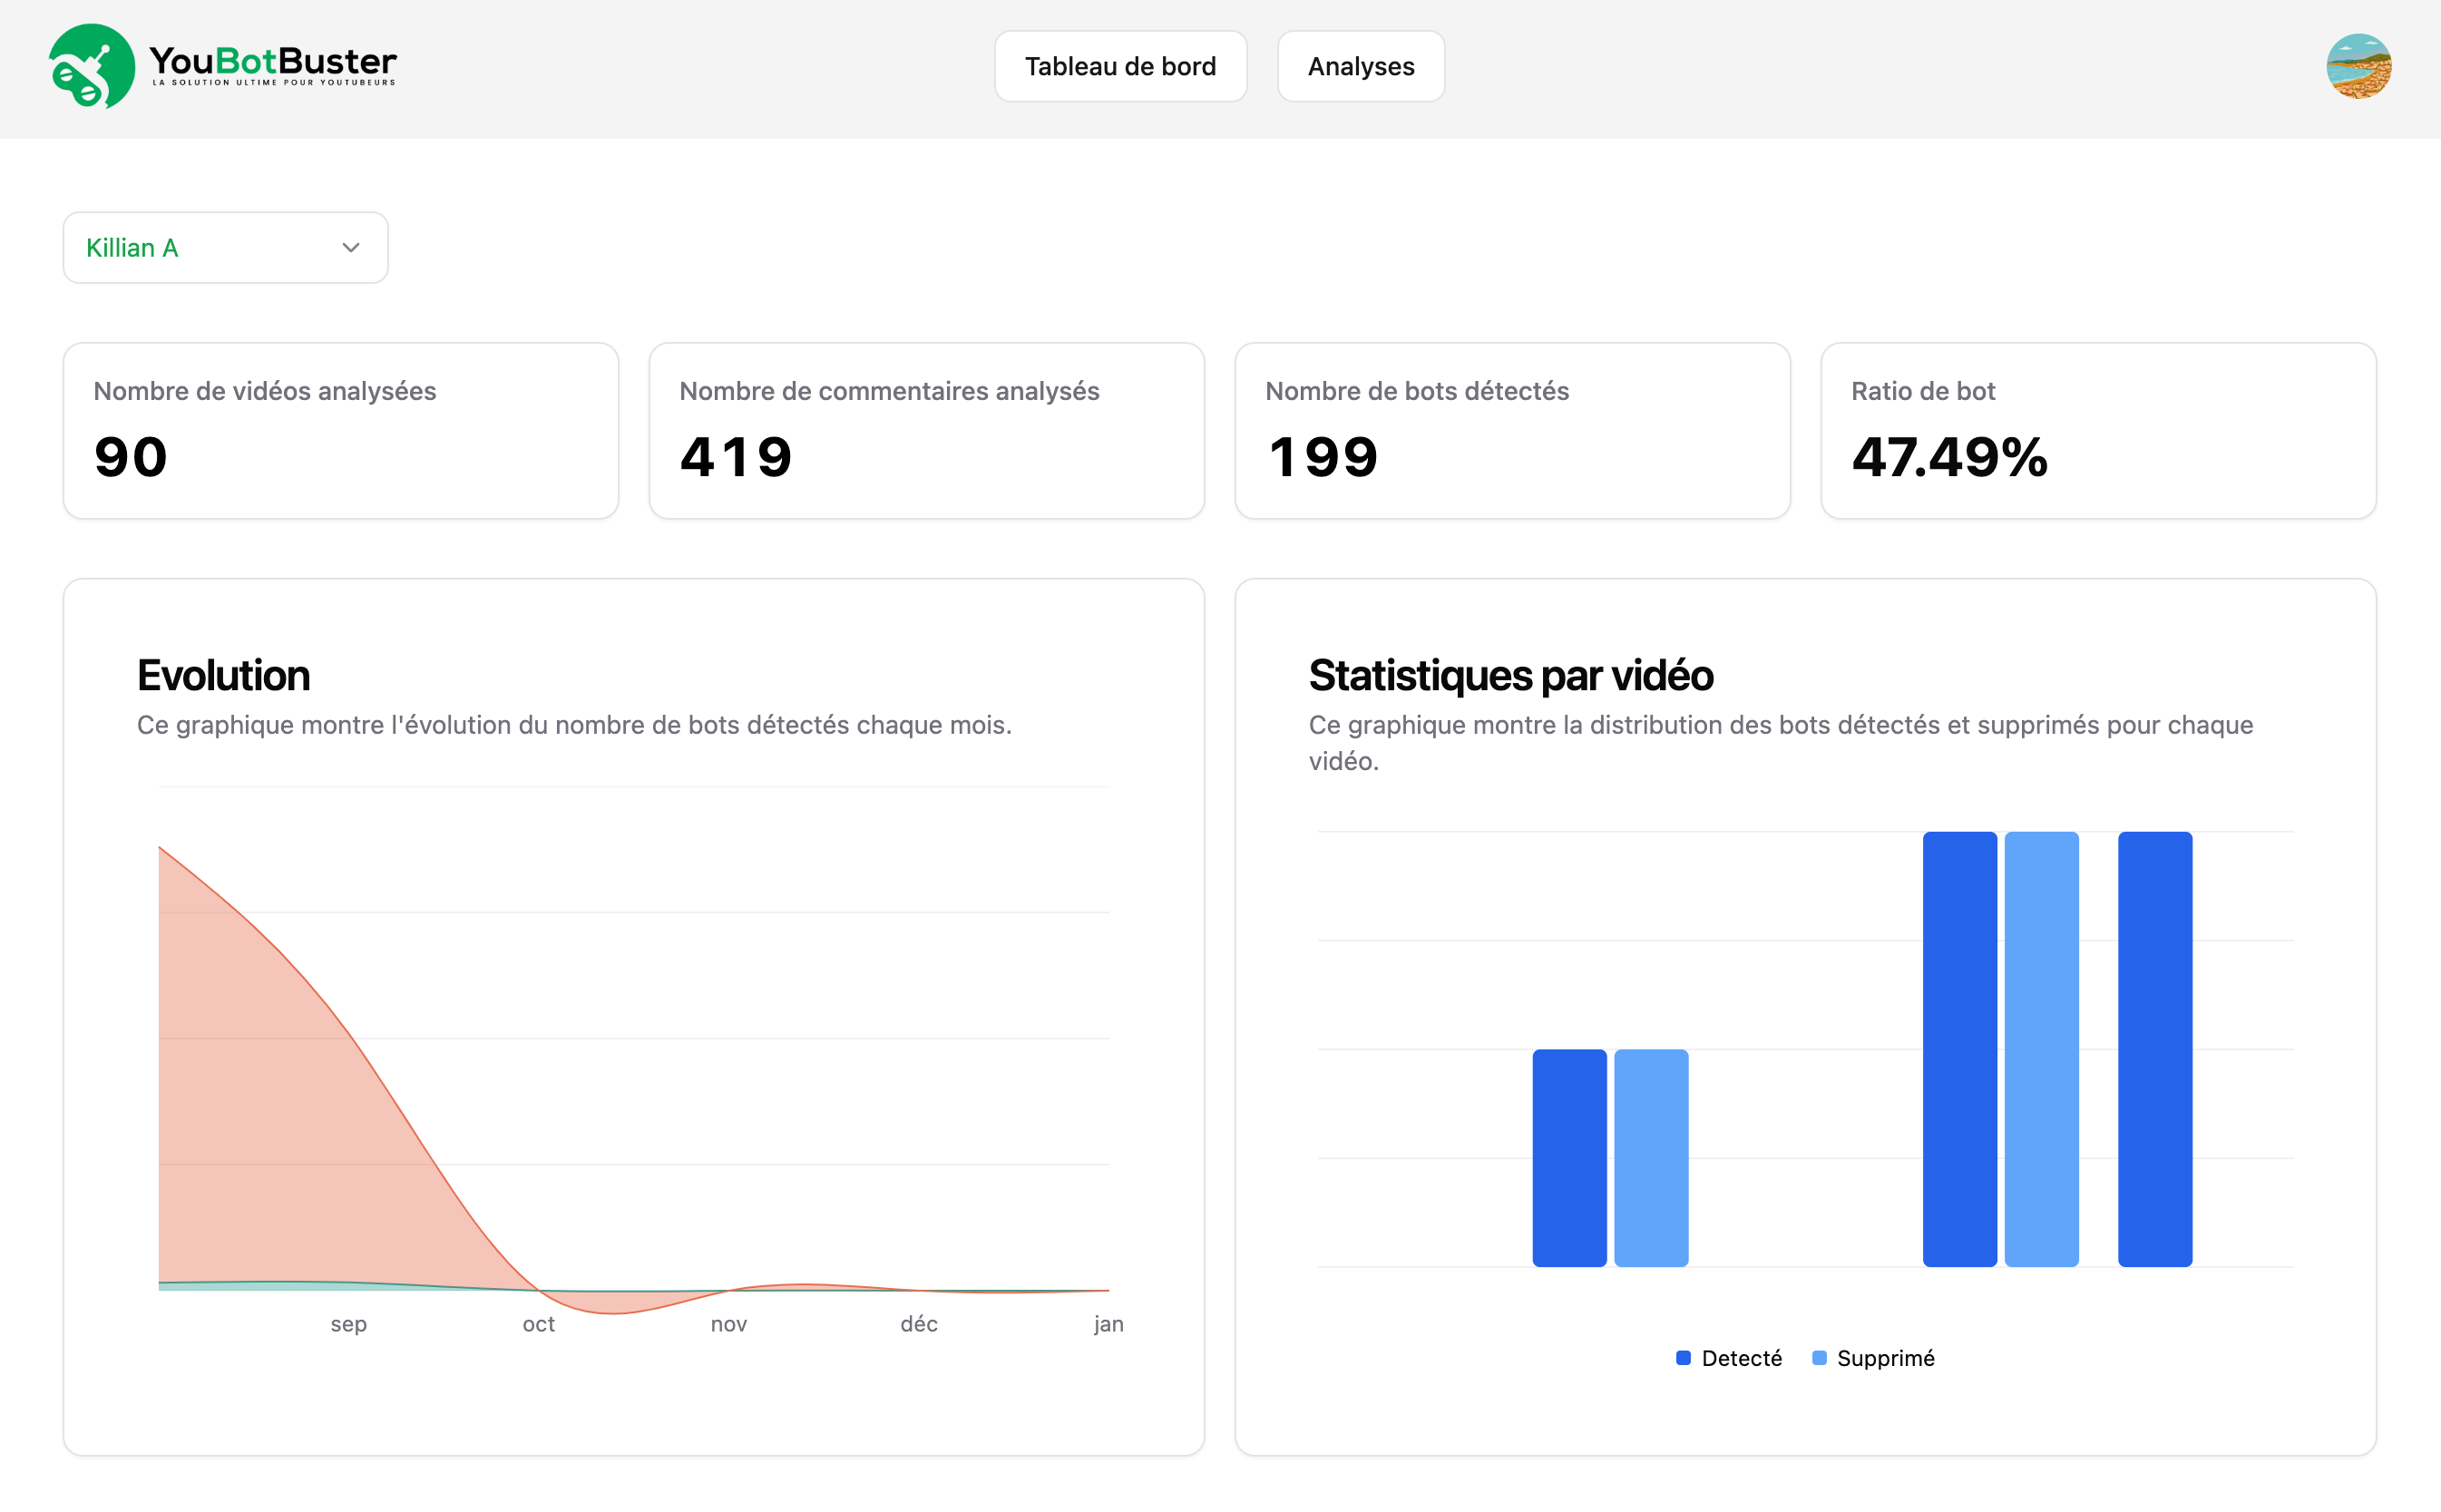 YouBotBuster
LA SOLUTION ULTIME POUR YOUTUBEURS
Tableau de bord
Analyses
Killian A
Nombre de vidéos analysées
90
Nombre de commentaires analysés
419
Nombre de bots détectés
199
Ratio de bot
47.49%
Evolution
Ce graphique montre l'évolution du nombre de bots détectés chaque mois.
sep oct nov déc jan
Statistiques par vidéo
Ce graphique montre la distribution des bots détectés et supprimés pour chaque
vidéo.
Detecté Supprimé